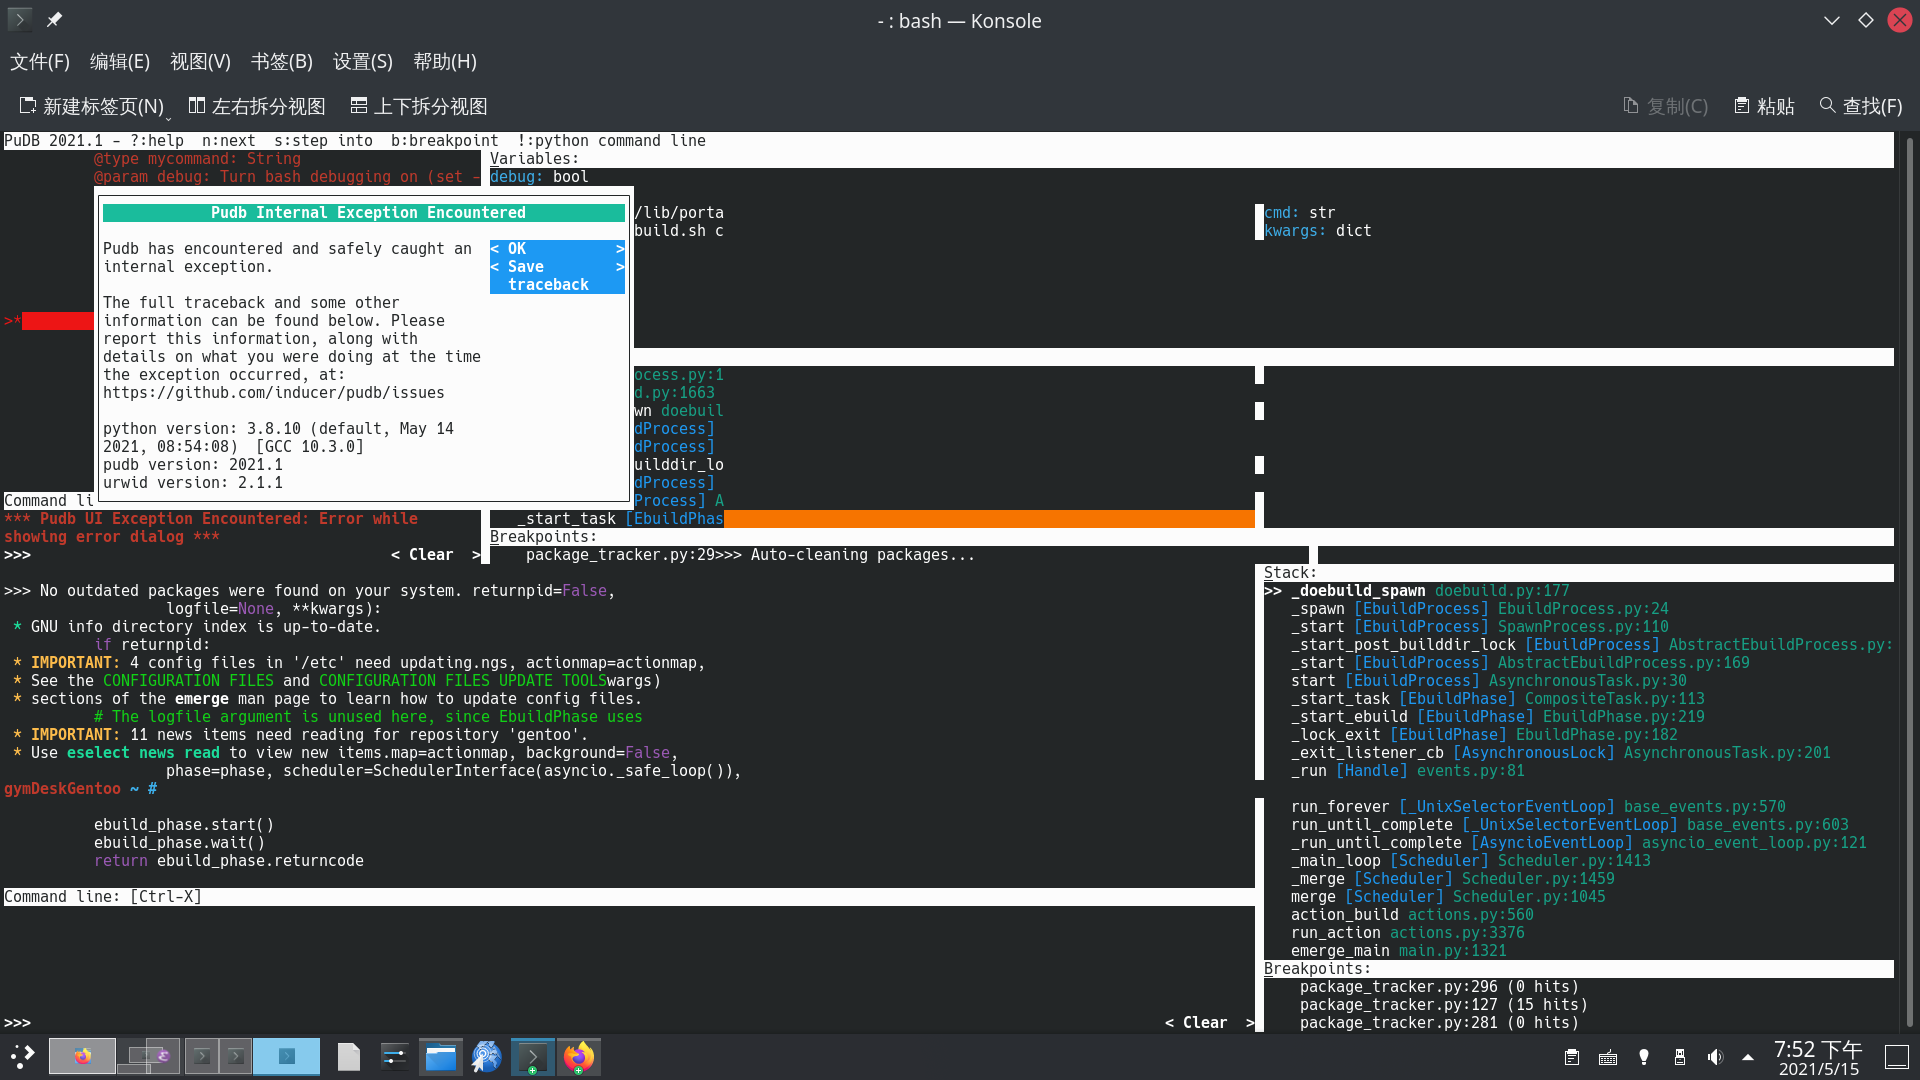 - : bash — Konsole
文件(F) 编辑(E) 视图(V) 书签(B) 设置(S) 帮助(H)
新建标签页(N) 左右拆分视图 上下拆分视图 复制(C) 粘贴 查找(F)
PuDB 2021.1 - ?:help  n:next  s:step into  b:breakpoint  !:python command line
@type mycommand: String
Variables:
@param debug: Turn bash debugging on (set -
debug: bool
Pudb Internal Exception Encountered
/lib/porta
cmd: str
build.sh c
kwargs: dict
Pudb has encountered and safely caught an
< OK >
internal exception.
< Save >
traceback
The full traceback and some other
>*
information can be found below. Please
report this information, along with
details on what you were doing at the time
the exception occurred, at:
ocess.py:1
https://github.com/inducer/pudb/issues
d.py:1663
wn doebuil
python version: 3.8.10 (default, May 14
dProcess]
2021, 08:54:08)  [GCC 10.3.0]
dProcess]
pudb version: 2021.1
uilddir_lo
urwid version: 2.1.1
dProcess]
Command li
Process] A
*** Pudb UI Exception Encountered: Error while
_start_task [EbuildPhas
showing error dialog ***
Breakpoints:
>>> < Clear >
package_tracker.py:29>>> Auto-cleaning packages...
Stack:
>>> No outdated packages were found on your system. returnpid=False,
>> _doebuild_spawn doebuild.py:177
logfile=None, **kwargs):
_spawn [EbuildProcess] EbuildProcess.py:24
* GNU info directory index is up-to-date.
_start [EbuildProcess] SpawnProcess.py:110
if returnpid:
_start_post_builddir_lock [EbuildProcess] AbstractEbuildProcess.py:
* IMPORTANT: 4 config files in '/etc' need updating.ngs, actionmap=actionmap,
_start [EbuildProcess] AbstractEbuildProcess.py:169
* See the CONFIGURATION FILES and CONFIGURATION FILES UPDATE TOOLSwargs)
start [EbuildProcess] AsynchronousTask.py:30
* sections of the emerge man page to learn how to update config files.
_start_task [EbuildPhase] CompositeTask.py:113
# The logfile argument is unused here, since EbuildPhase uses
_start_ebuild [EbuildPhase] EbuildPhase.py:219
* IMPORTANT: 11 news items need reading for repository 'gentoo'.
_lock_exit [EbuildPhase] EbuildPhase.py:182
* Use eselect news read to view new items.map=actionmap, background=False,
_exit_listener_cb [AsynchronousLock] AsynchronousTask.py:201
phase=phase, scheduler=SchedulerInterface(asyncio._safe_loop()),
_run [Handle] events.py:81
gymDeskGentoo ~ #
run_forever [_UnixSelectorEventLoop] base_events.py:570
ebuild_phase.start()
run_until_complete [_UnixSelectorEventLoop] base_events.py:603
ebuild_phase.wait()
_run_until_complete [AsyncioEventLoop] asyncio_event_loop.py:121
return ebuild_phase.returncode
_main_loop [Scheduler] Scheduler.py:1413
_merge [Scheduler] Scheduler.py:1459
Command line: [Ctrl-X]
merge [Scheduler] Scheduler.py:1045
action_build actions.py:560
run_action actions.py:3376
emerge_main main.py:1321
Breakpoints:
package_tracker.py:296 (0 hits)
package_tracker.py:127 (15 hits)
>>> < Clear >
package_tracker.py:281 (0 hits)
7:52 下午
2021/5/15